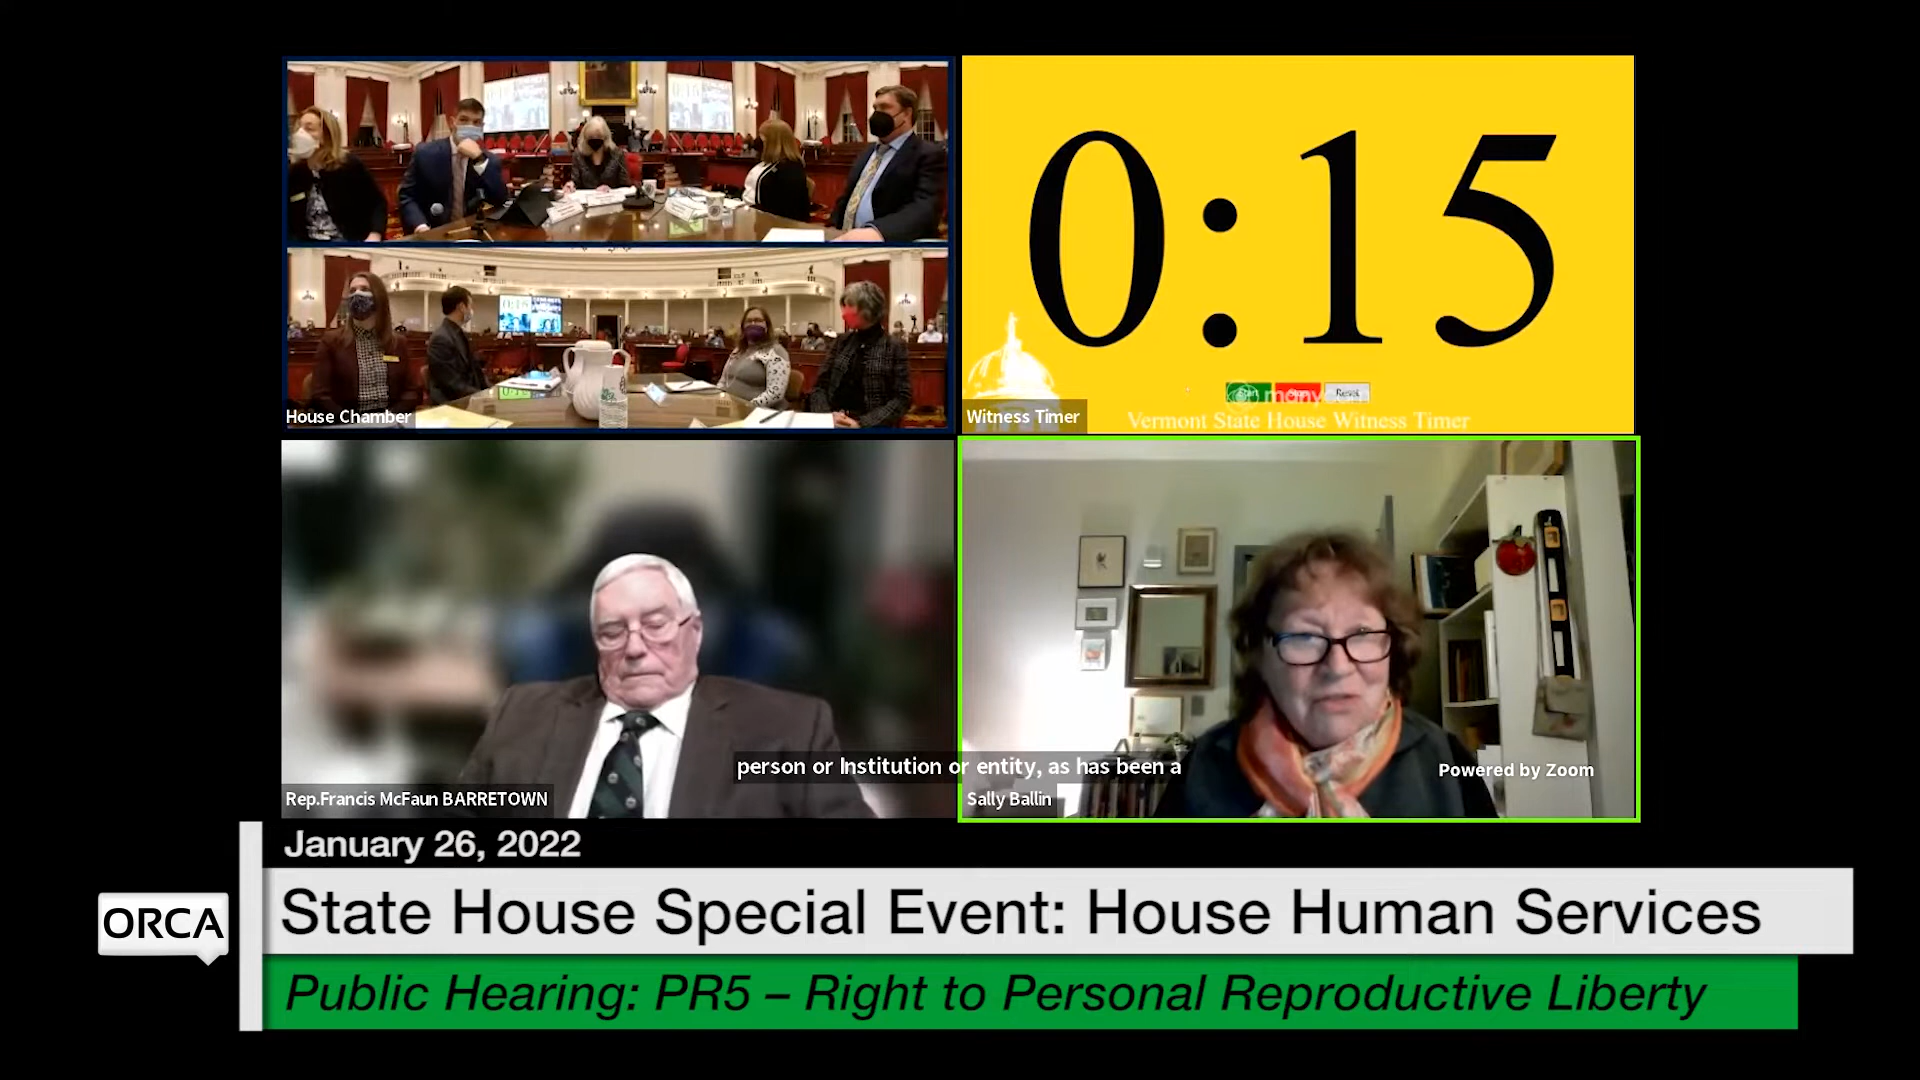 0:15
House Chamber
Witness Timer
Vermont State House Witness Timer
person or Institution or entity, as has been a
Powered by Zoom
Rep.Francis McFaun BARRETOWN
Sally Ballin
January 26, 2022
ORCA
State House Special Event: House Human Services
Public Hearing: PR5 – Right to Personal Reproductive Liberty